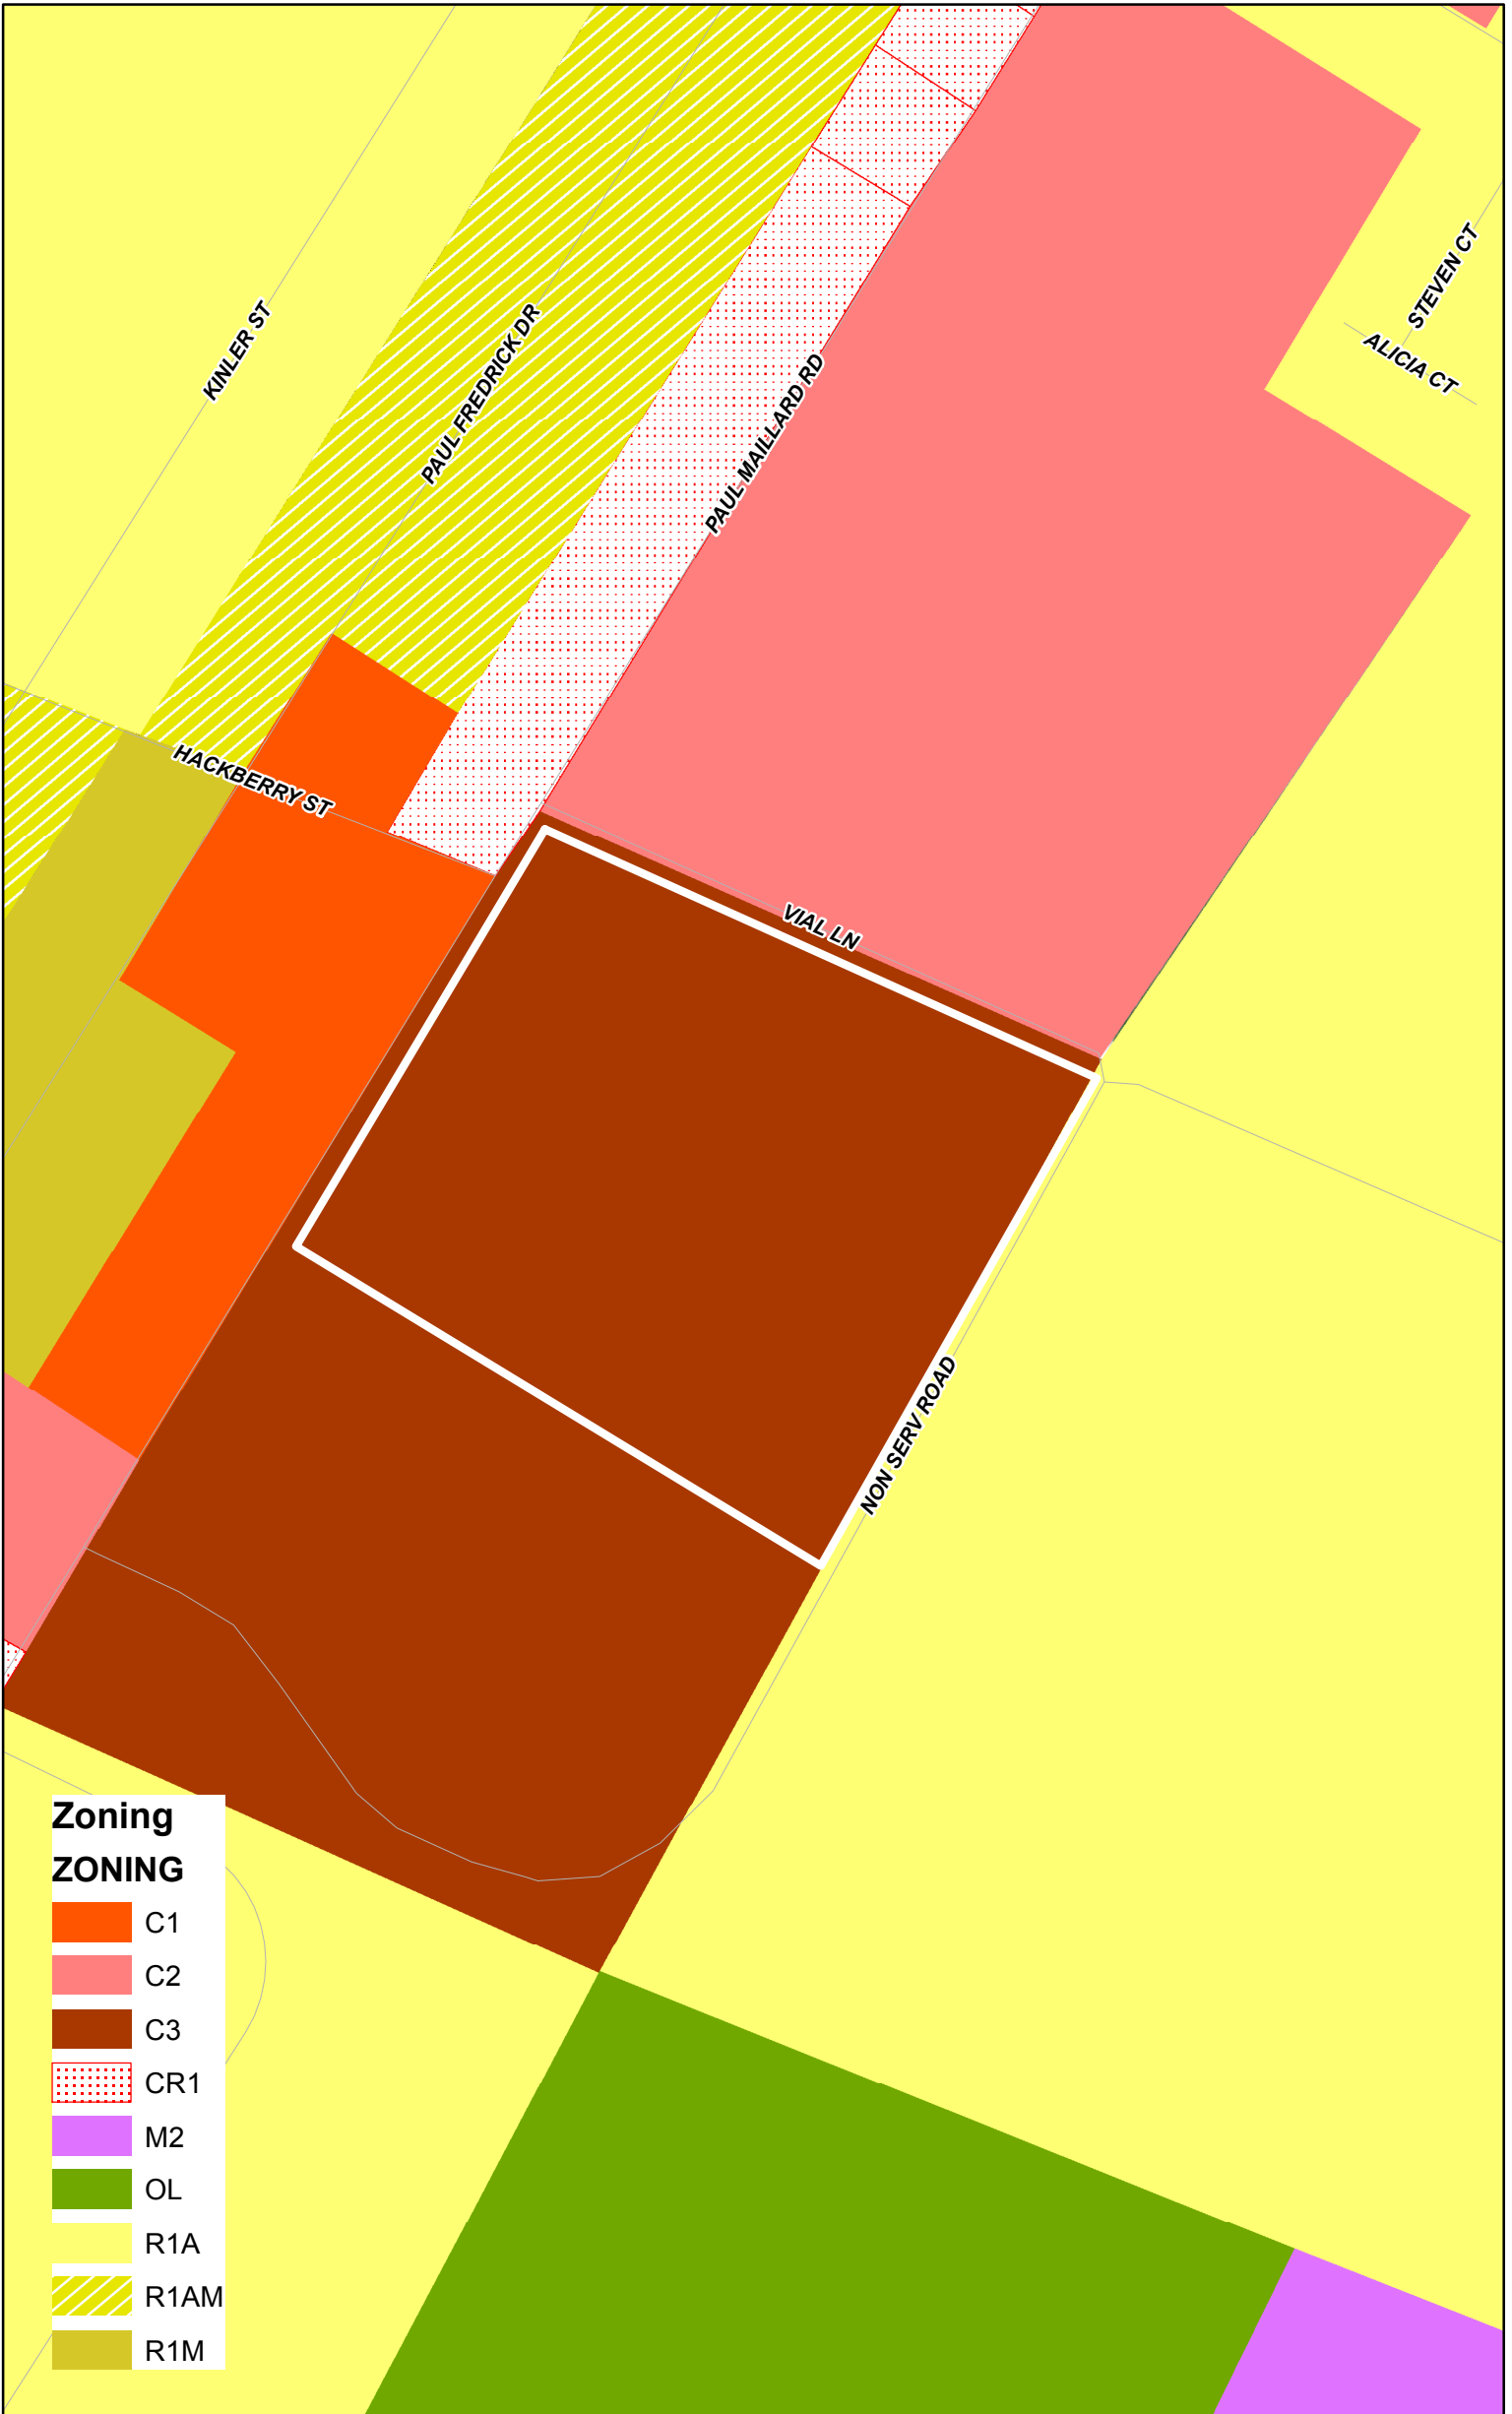 STEVEN CT
KINLER ST
PAUL FREDRICK DR
ALICIA CT
PAUL MAILLARD RD
HACKBERRY ST
VIAL LN
NON SERV ROAD
Zoning
ZONING
C1
C2
C3
CR1
M2
OL
R1A
R1AM
R1M